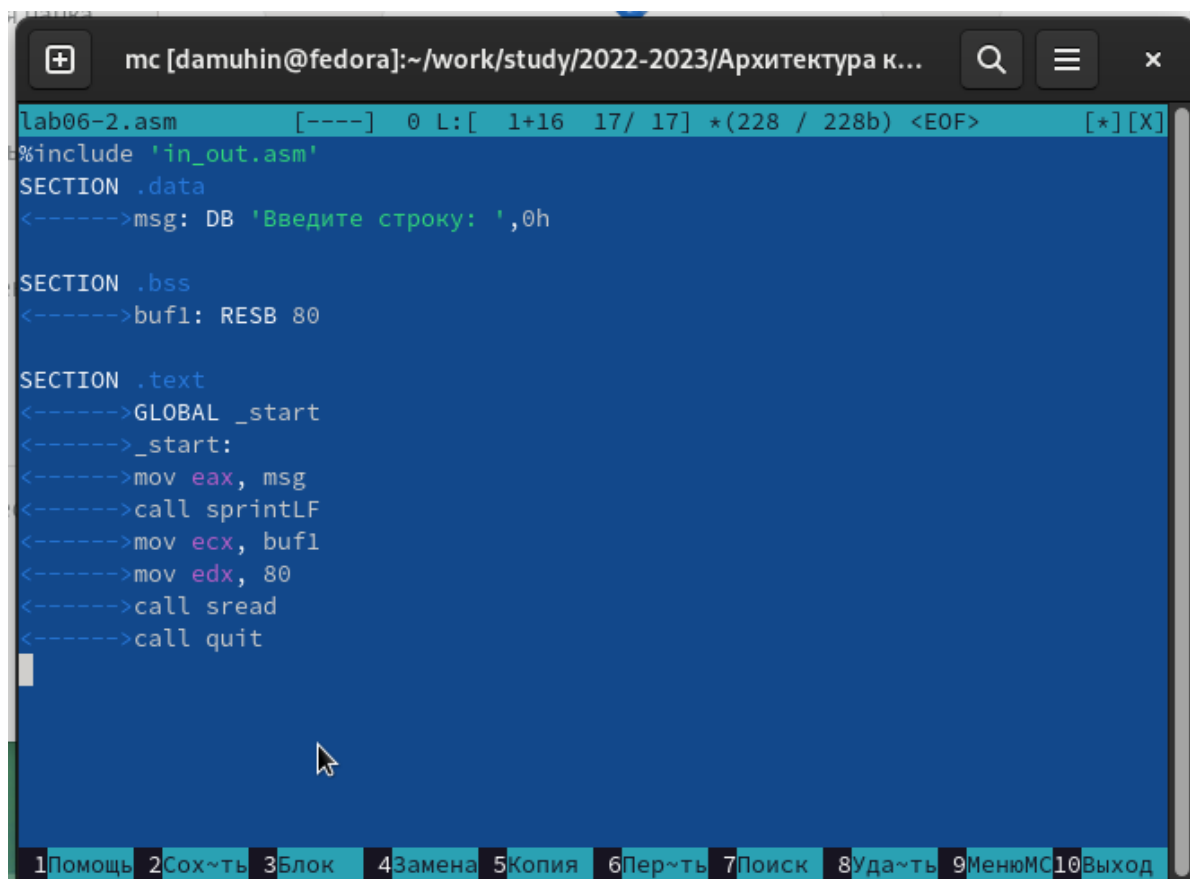 mc [damuhin@fedora]:~/work/study/2022-2023/Архитектура к...
lab06-2.asm [----] 0 L:[ 1+16 17/ 17] *(228 / 228b) <EOF> [*][X]
%include 'in_out.asm'
SECTION .data
<------>msg: DB 'Введите строку: ',0h
SECTION .bss
<------>buf1: RESB 80
SECTION .text
<------>GLOBAL _start
<------>_start:
<------>mov eax, msg
<------>call sprintLF
<------>mov ecx, buf1
<------>mov edx, 80
<------>call sread
<------>call quit
1Помощь 2Сох~ть 3Блок 4Замена 5Копия 6Пер~ть 7Поиск 8Уда~ть 9МенюMC 10Выход